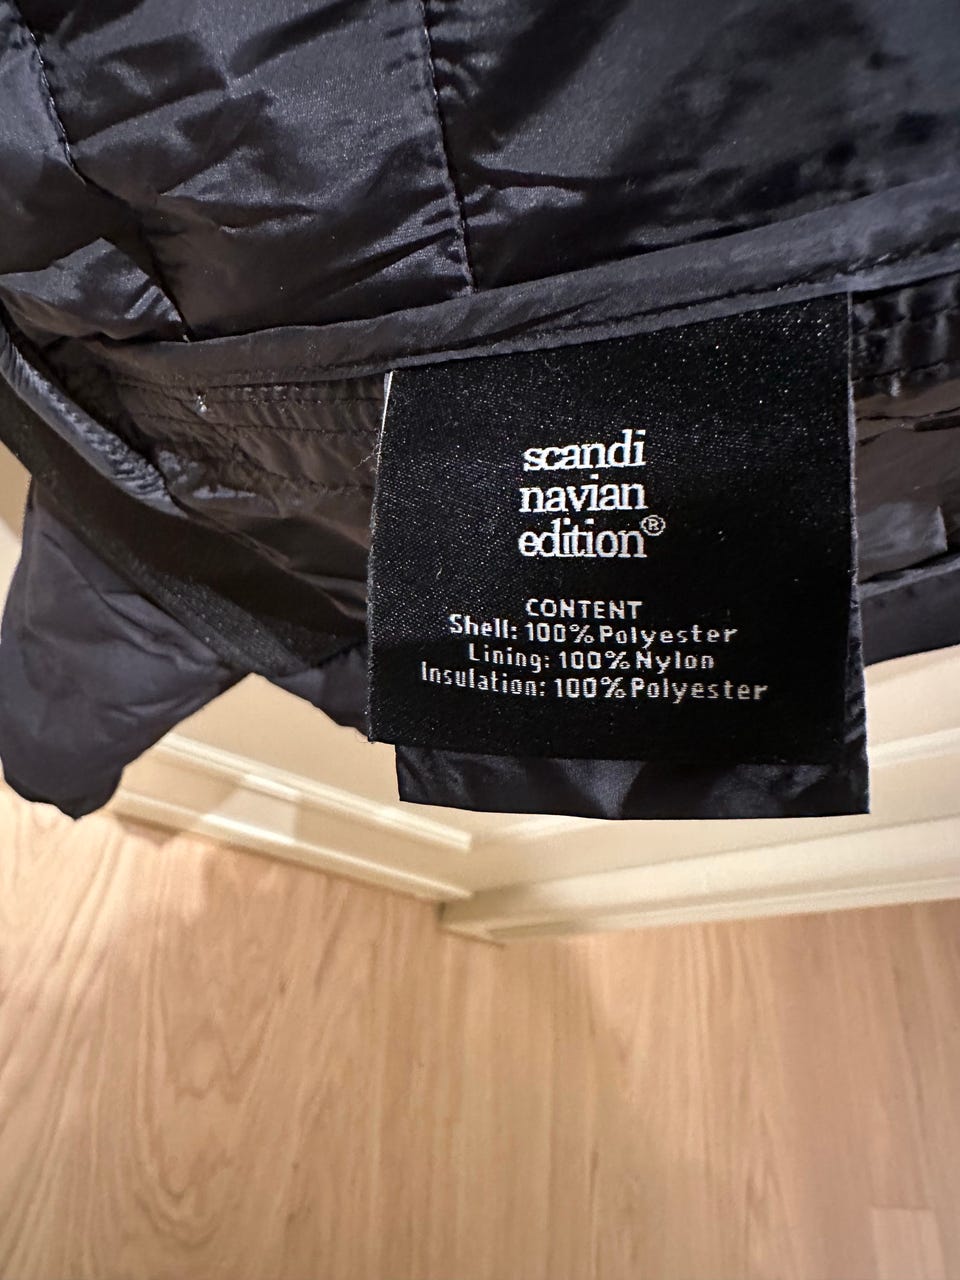 scandi
navian
edition®
CONTENT
Shell: 100% Polyester
Lining: 100% Nylon
Insulation: 100% Polyester